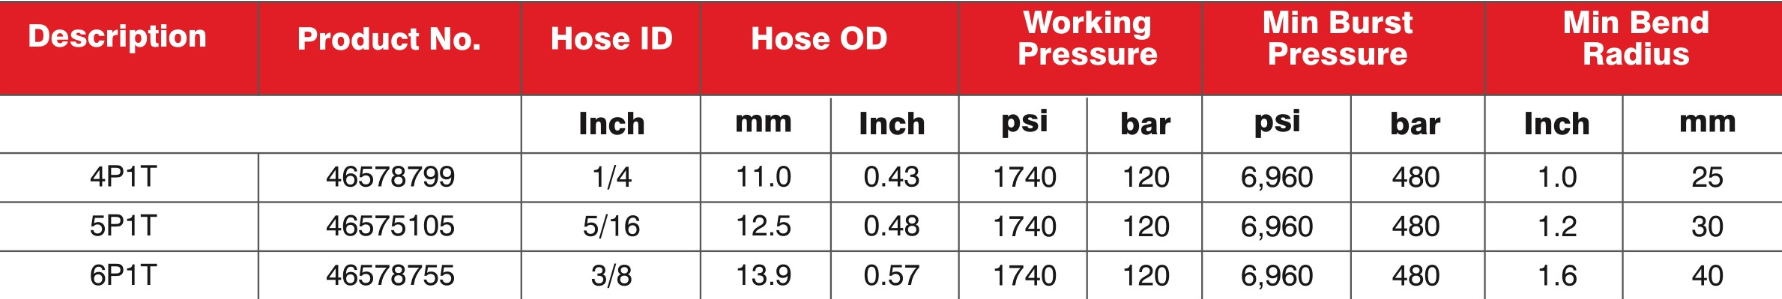 Description Product No. Hose ID Hose OD Working Pressure Min Burst Pressure Min Bend Radius
Inch mm Inch psi bar psi bar Inch mm
4P1T 46578799 1/4 11.0 0.43 1740 120 6,960 480 1.0 25
5P1T 46575105 5/16 12.5 0.48 1740 120 6,960 480 1.2 30
6P1T 46578755 3/8 13.9 0.57 1740 120 6,960 480 1.6 40